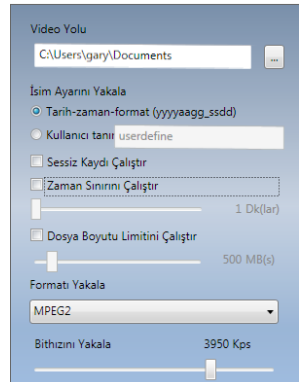 Video Yolu
C:\Users\gary\Documents
...
İsim Ayarını Yakala
Tarih-zaman-format (yyyyaagg_ssdd)
Kullanıcı tanır userdefine
Sessiz Kaydı Çalıştır
Zaman Sınırını Çalıştır
1 Dk(lar)
Dosya Boyutu Limitini Çalıştır
500 MB(s)
Formatı Yakala
MPEG2
Bithızını Yakala 3950 Kps